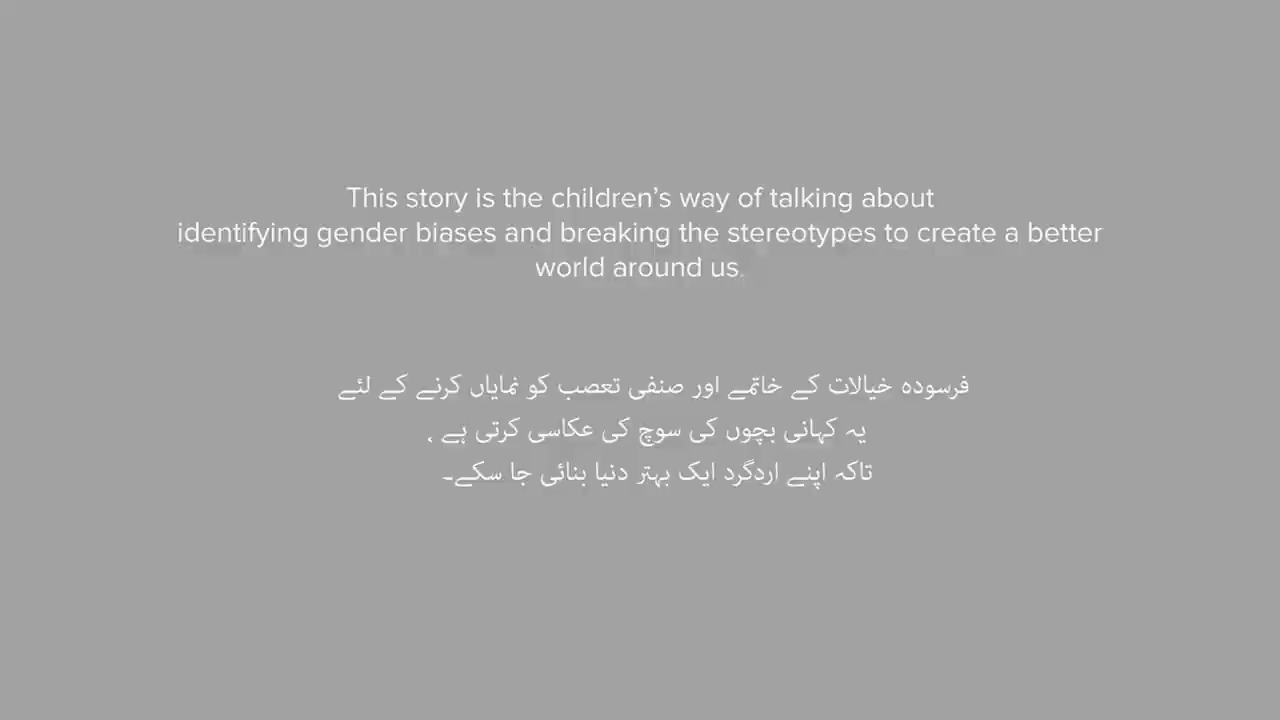 This story is the children's way of talking about
identifying gender biases and breaking the stereotypes to create a better
world around us.
فرسودہ خیالات کے خاتمے اور صنفی تعصب کو نمایاں کرنے کے لئے
یہ کہانی بچوں کی سوچ کی عکاسی کرتی ہے ،
تاکہ اپنے اردگرد ایک بہتر دنیا بنائی جا سکے۔